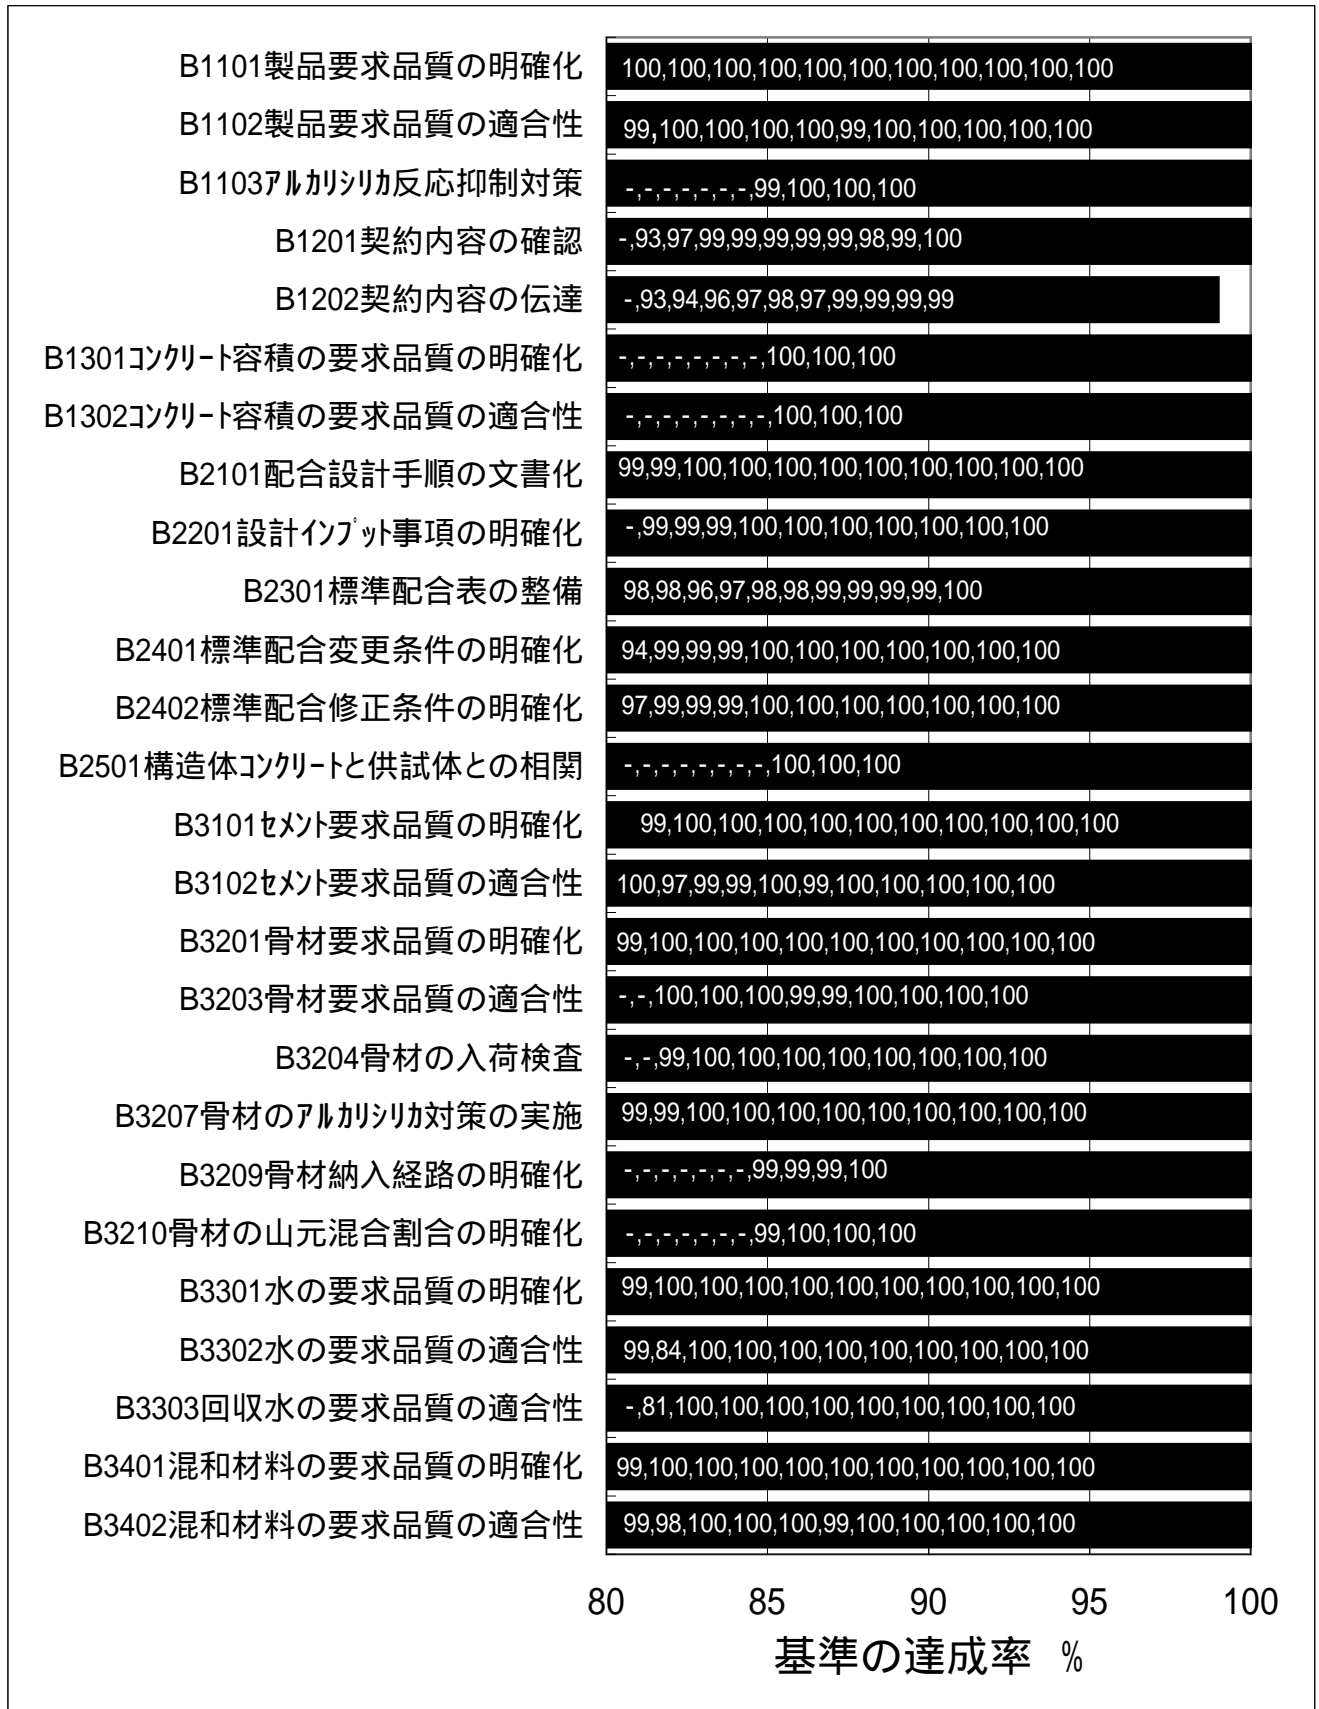 B1101製品要求品質の明確化 100,100,100,100,100,100,100,100,100,100,100
B1102製品要求品質の適合性 99,100,100,100,100,99,100,100,100,100,100
B1103アルカリシリカ反応抑制対策 -,-,-,-,-,-,-,99,100,100,100
B1201契約内容の確認 -,93,97,99,99,99,99,99,98,99,100
B1202契約内容の伝達 -,93,94,96,97,98,97,99,99,99,99
B1301コンクリート容積の要求品質の明確化 -,-,-,-,-,-,-,-,100,100,100
B1302コンクリート容積の要求品質の適合性 -,-,-,-,-,-,-,-,100,100,100
B2101配合設計手順の文書化 99,99,100,100,100,100,100,100,100,100,100
B2201設計インプット事項の明確化 -,99,99,99,100,100,100,100,100,100,100
B2301標準配合表の整備 98,98,96,97,98,98,99,99,99,99,100
B2401標準配合変更条件の明確化 94,99,99,99,100,100,100,100,100,100,100
B2402標準配合修正条件の明確化 97,99,99,99,100,100,100,100,100,100,100
B2501構造体コンクリートと供試体との相関 -,-,-,-,-,-,-,-,100,100,100
B3101セメント要求品質の明確化 99,100,100,100,100,100,100,100,100,100,100
B3102セメント要求品質の適合性 100,97,99,99,100,99,100,100,100,100,100
B3201骨材要求品質の明確化 99,100,100,100,100,100,100,100,100,100,100
B3203骨材要求品質の適合性 -,-,100,100,100,99,99,100,100,100,100
B3204骨材の入荷検査 -,-,99,100,100,100,100,100,100,100,100
B3207骨材のアルカリシリカ対策の実施 99,99,100,100,100,100,100,100,100,100,100
B3209骨材納入経路の明確化 -,-,-,-,-,-,-,99,99,99,100
B3210骨材の山元混合割合の明確化 -,-,-,-,-,-,-,99,100,100,100
B3301水の要求品質の明確化 99,100,100,100,100,100,100,100,100,100,100
B3302水の要求品質の適合性 99,84,100,100,100,100,100,100,100,100,100
B3303回収水の要求品質の適合性 -,81,100,100,100,100,100,100,100,100,100
B3401混和材料の要求品質の明確化 99,100,100,100,100,100,100,100,100,100,100
B3402混和材料の要求品質の適合性 99,98,100,100,100,99,100,100,100,100,100
80 85 90 95 100
基準の達成率 %